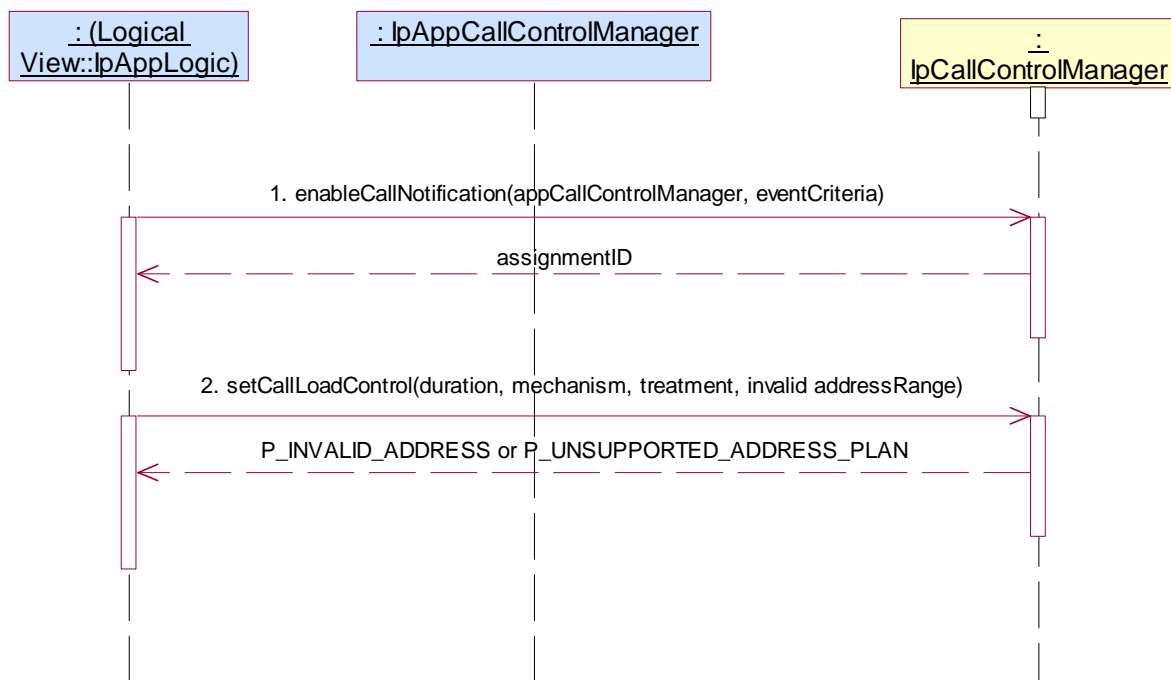 : (Logical
View::IpAppLogic)
: IpAppCallControlManager
:
IpCallControlManager
1. enableCallNotification(appCallControlManager, eventCriteria)
assignmentID
2. setCallLoadControl(duration, mechanism, treatment, invalid addressRange)
P_INVALID_ADDRESS or P_UNSUPPORTED_ADDRESS_PLAN